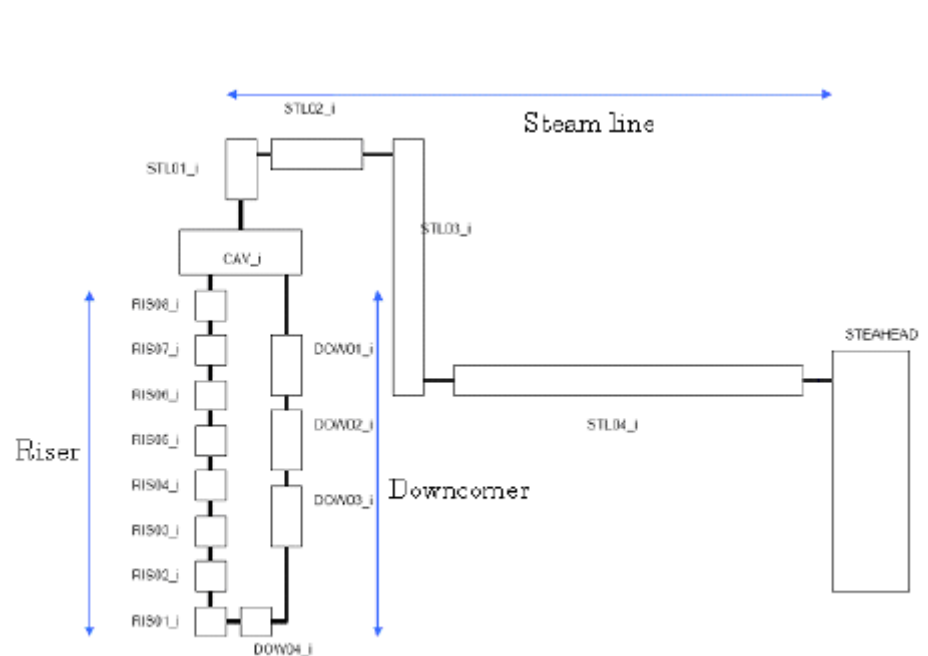 STL02_i
Steam line
STL01_i
STL03_i
CAV_i
RIS08_i
STEAHEAD
RIS07_i
DOW01_i
RIS06_i
DOW02_i
STL04_i
RIS05_i
Riser
RIS04_i
Downcomer
DOW03_i
RIS03_i
RIS02_i
RIS01_i
DOW04_i